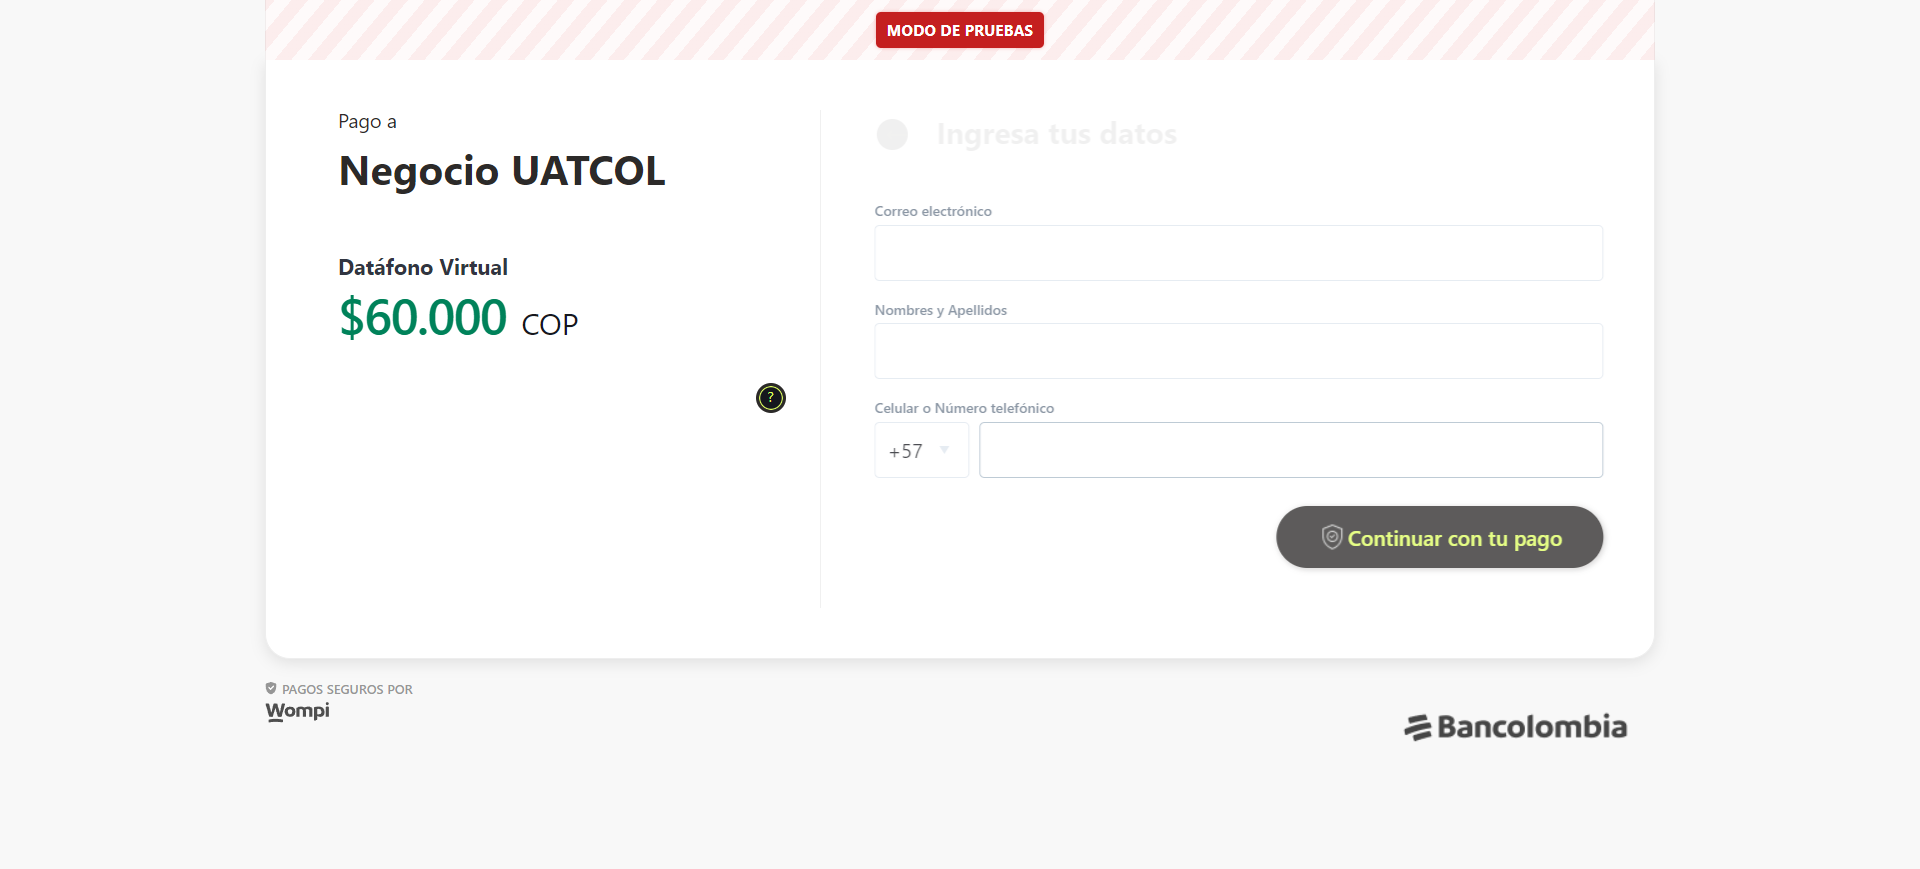 MODO DE PRUEBAS
Pago a
Negocio UATCOL
Datáfono Virtual
$60.000 COP
?
Ingresa tus datos
Correo electrónico
Nombres y Apellidos
Celular o Número telefónico
+57
Continuar con tu pago
PAGOS SEGUROS POR
Wompi
Bancolombia